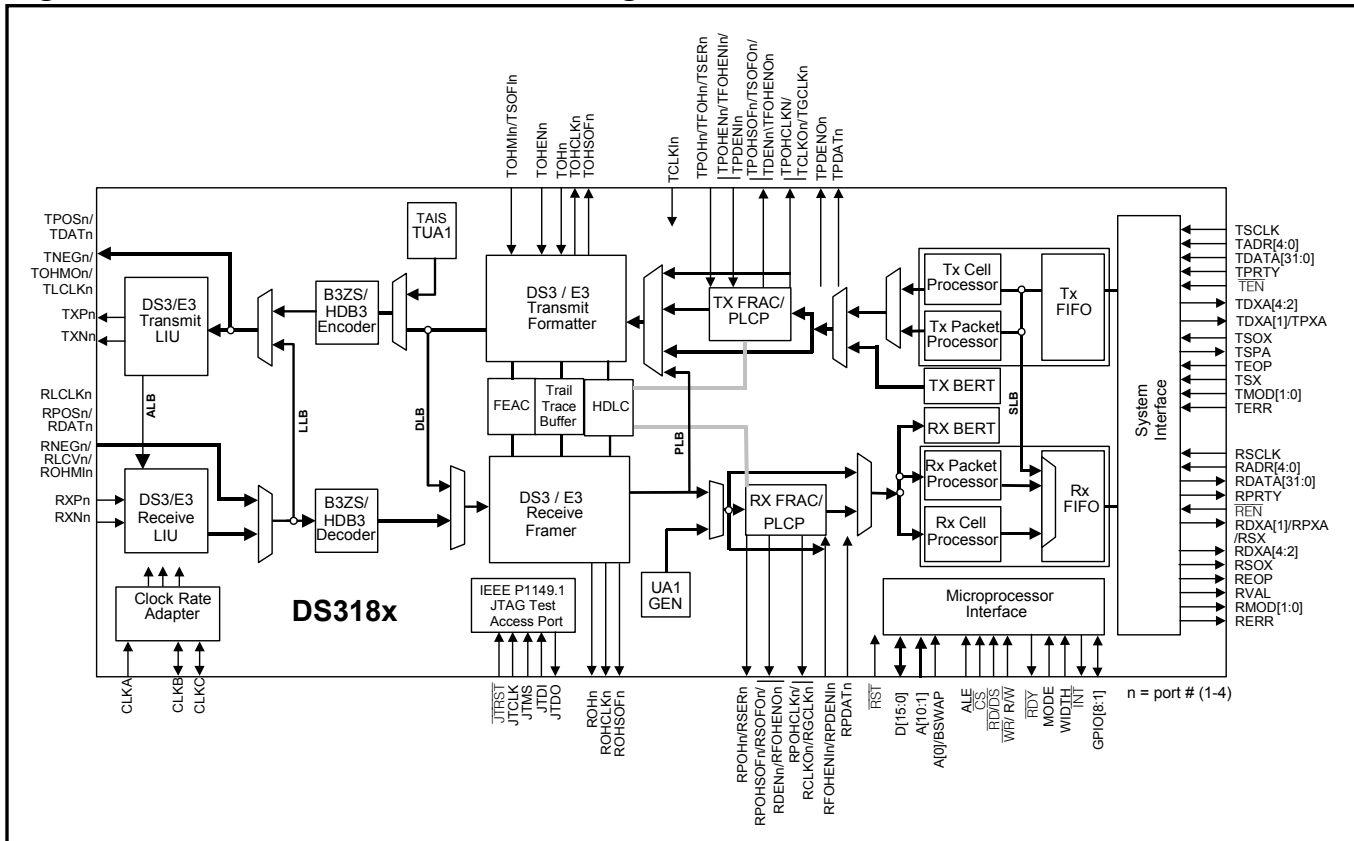 TOHMIn/TSOFIn
TOHENn
TOHn
TOHCLKn
TOHSOFn
TCLKIn
TPOHn/TFOHn/TSERn
TPOHENn/TFOHENIn/
TPDENIn
TPOHSOFn/TSOFOn/
TDENn\TFOHENOn
TPOHCLKN/
TCLKOn/TGCLKn
TPDENOn
TPDATn
TPOSn/
TDATn
TNEGn/
TOHMOn/
TLCLKn
TXPn
TXNn
RLCLKn
RPOSn/
RDATn
RNEGn/
RLCVn/
ROHMIn
RXPn
RXNn
DS3/E3
Transmit
LIU
ALB
DS3/E3
Receive
LIU
Clock Rate
Adapter
CLKA
CLKB
CLKC
LLB
TAIS
TUA1
B3ZS/
HDB3
Encoder
B3ZS/
HDB3
Decoder
DS318x
DLB
DS3 / E3
Transmit
Formatter
FEAC
Trail
Trace
Buffer
HDLC
DS3 / E3
Receive
Framer
IEEE P1149.1
JTAG Test
Access Port
JTRST
JTCLK
JTMS
JTDI
JTDO
ROHn
ROHCLKn
ROHSOFn
PLB
TX FRAC/
PLCP
RX FRAC/
PLCP
UA1
GEN
RPOHn/RSERn
RPOHSOFn/RSOFOn/
RDENn/RFOHENOn
RPOHCLKn/
RCLKOn/RGCLKn
RFOHENIn/RPDENIn
RPDATn
Tx Cell
Processor
Tx Packet
Processor
Tx
FIFO
TX BERT
RX BERT
SLB
Rx Packet
Processor
Rx Cell
Processor
Rx
FIFO
Microprocessor
Interface
RST
D[15:0]
A[10:1]
A[0]/BSWAP
ALE
CS
RD/DS
WR/ R/W
RDY
MODE
WIDTH
INT
GPIO[8:1]
System
Interface
TSCLK
TADR[4:0]
TDATA[31:0]
TPRTY
TEN
TDXA[4:2]
TDXA[1]/TPXA
TSOX
TSPA
TEOP
TSX
TMOD[1:0]
TERR
RSCLK
RADR[4:0]
RDATA[31:0]
RPRTY
REN
RDXA[1]/RPXA
/RSX
RDXA[4:2]
RSOX
REOP
RVAL
RMOD[1:0]
RERR
n = port # (1-4)